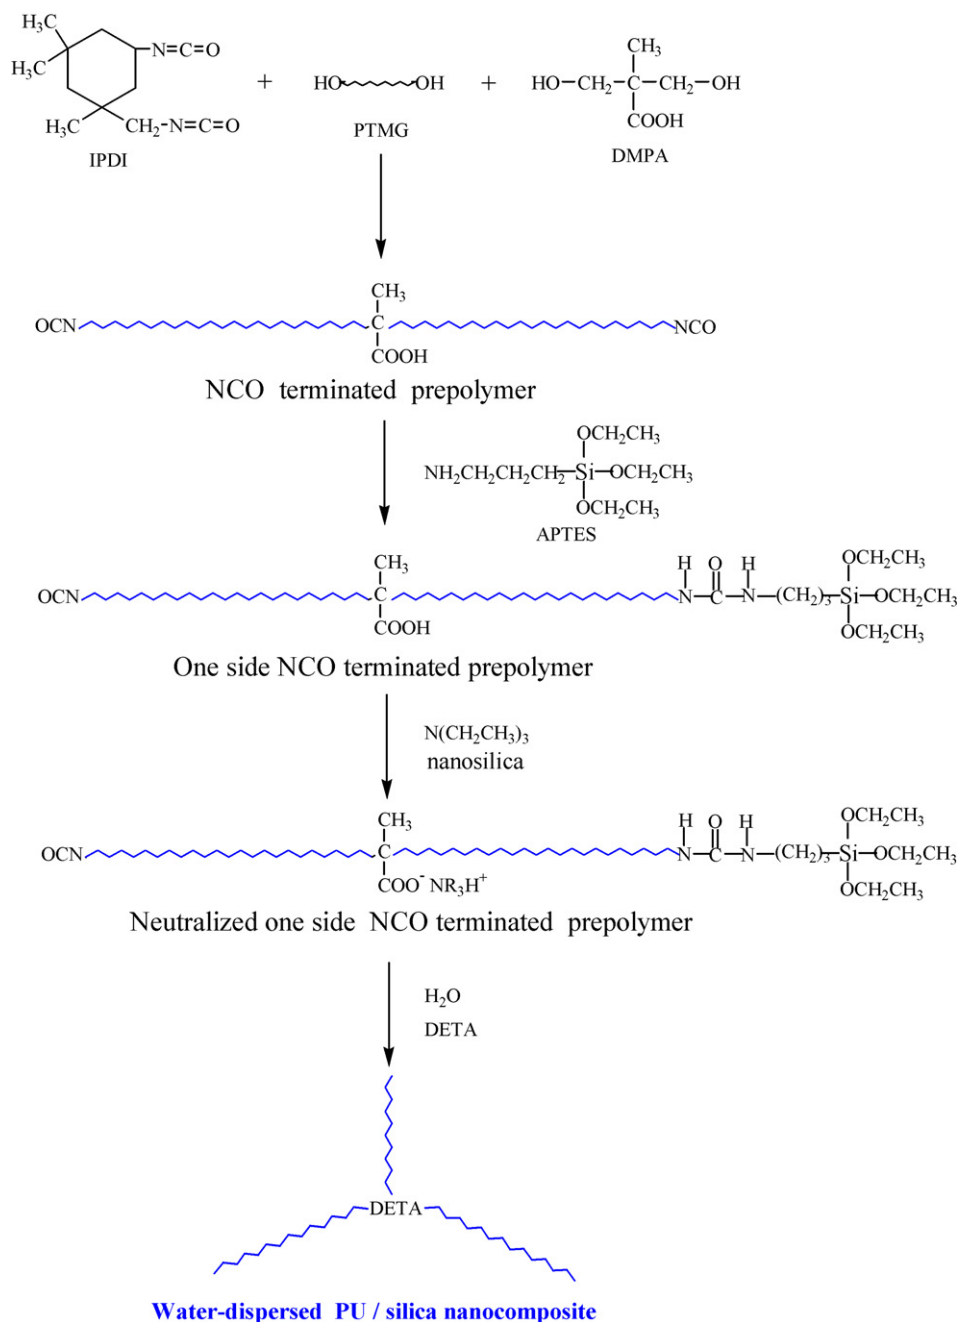 H₃C
N=C=O
H₃C
H₃C
CH₂-N=C=O
IPDI
+
HO OH
PTMG
+
CH₃
HO—CH₂—C—CH₂—OH
COOH
DMPA
CH₃
OCN C NCO
COOH
NCO terminated prepolymer
OCH₂CH₃
NH₂CH₂CH₂CH₂—Si—OCH₂CH₃
OCH₂CH₃
APTES
CH₃ H O H OCH₂CH₃
OCN C N—C—N—(CH₂)₃—Si—OCH₂CH₃
COOH OCH₂CH₃
One side NCO terminated prepolymer
N(CH₂CH₃)₃
nanosilica
CH₃ H O H OCH₂CH₃
OCN C N—C—N—(CH₂)₃—Si—OCH₂CH₃
COO⁻ NR₃H⁺ OCH₂CH₃
Neutralized one side NCO terminated prepolymer
H₂O
DETA
DETA
Water-dispersed PU / silica nanocomposite